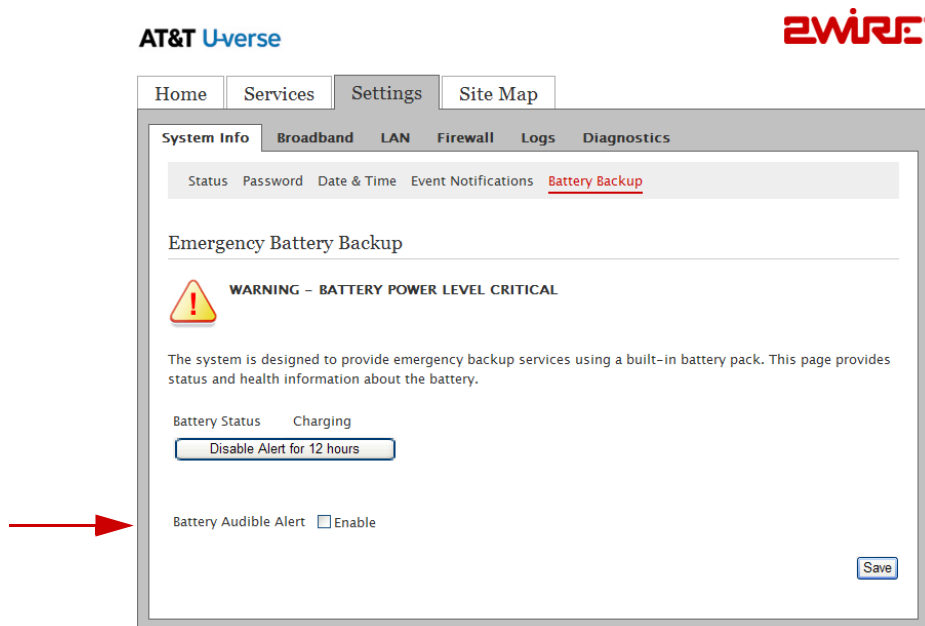 AT&T U-verse
2WIRE
Home Services Settings Site Map
System Info Broadband LAN Firewall Logs Diagnostics
Status Password Date & Time Event Notifications Battery Backup
Emergency Battery Backup
! WARNING – BATTERY POWER LEVEL CRITICAL
The system is designed to provide emergency backup services using a built-in battery pack. This page provides
status and health information about the battery.
Battery Status Charging
Disable Alert for 12 hours
Battery Audible Alert Enable
Save